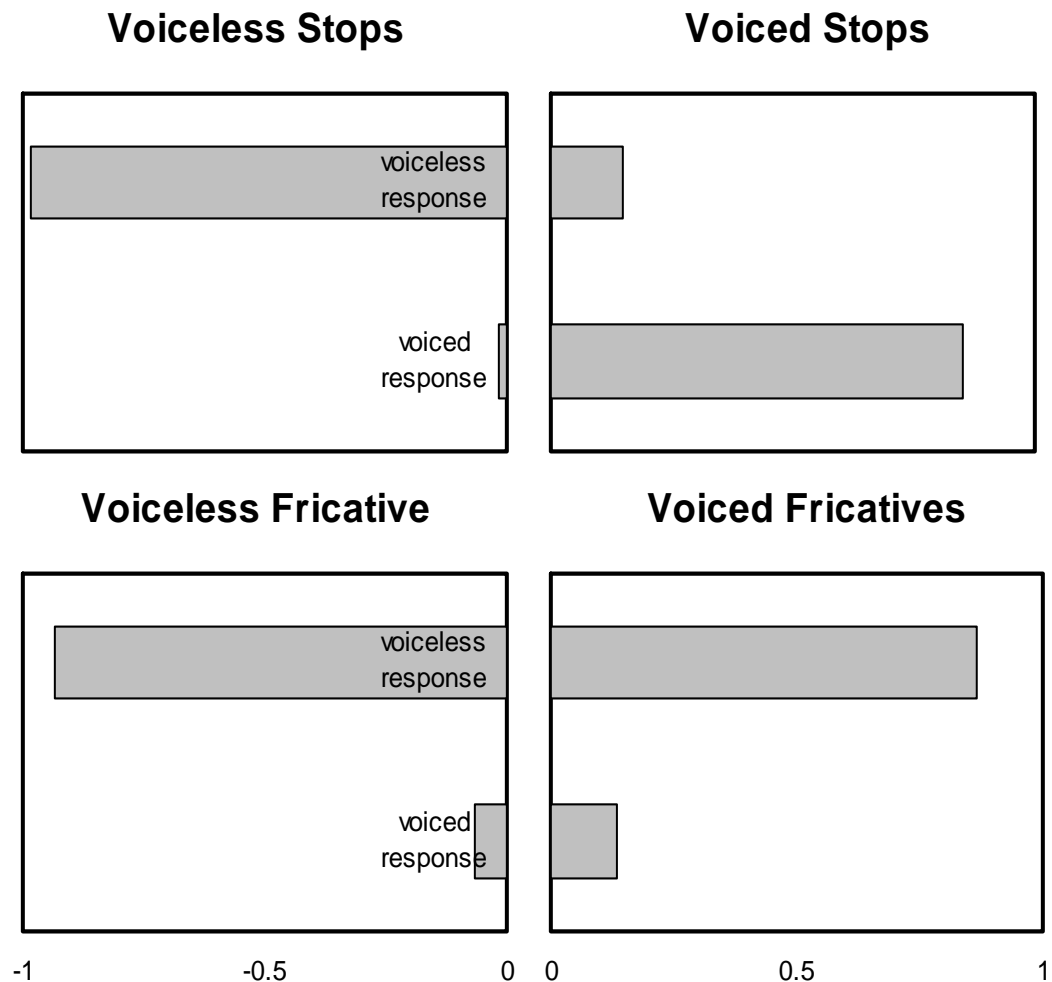 Voiceless Stops
Voiced Stops
voiceless
response
voiced
response
Voiceless Fricative
Voiced Fricatives
voiceless
response
voiced
response
-1 -0.5 0 0 0.5 1